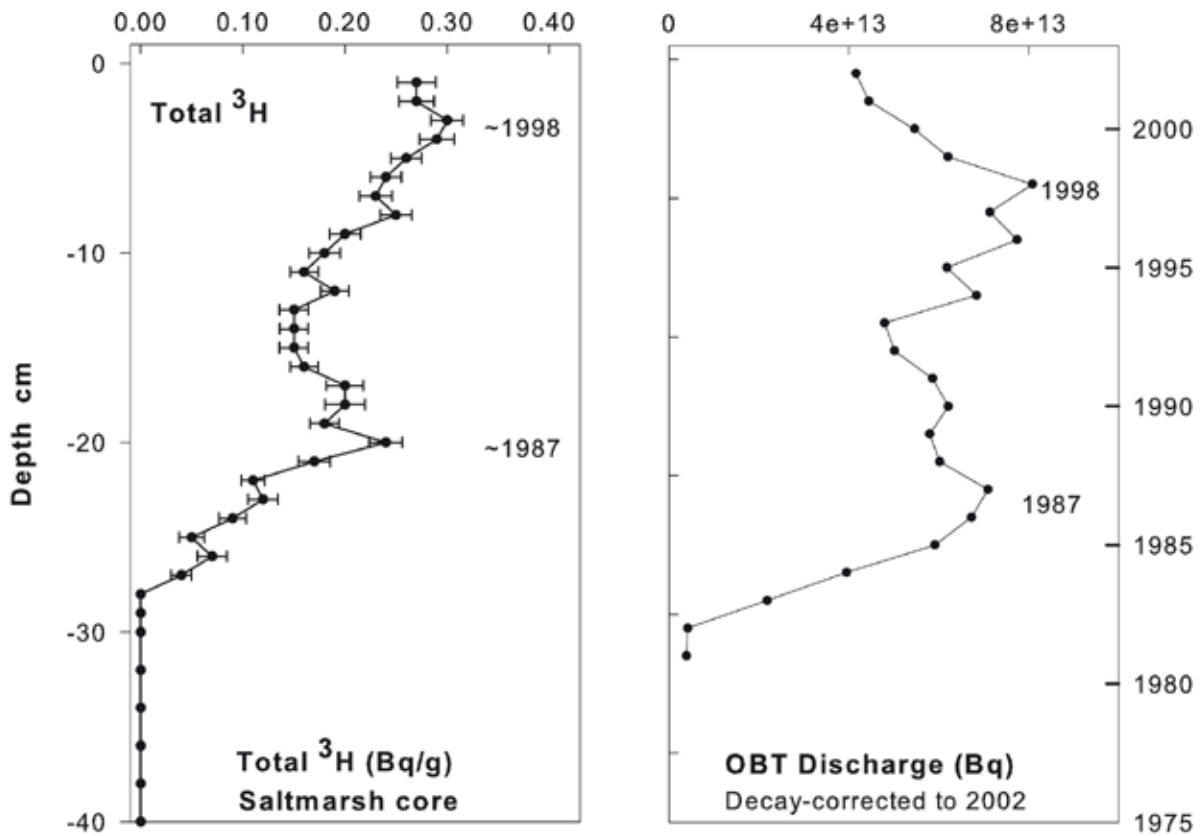 0.00 0.10 0.20 0.30 0.40
0
-10
-20
-30
-40
Depth cm
Total ³H
~1998
~1987
Total ³H (Bq/g)
Saltmarsh core
0 4e+13 8e+13
1998
1987
2000
1995
1990
1985
1980
1975
OBT Discharge (Bq)
Decay-corrected to 2002